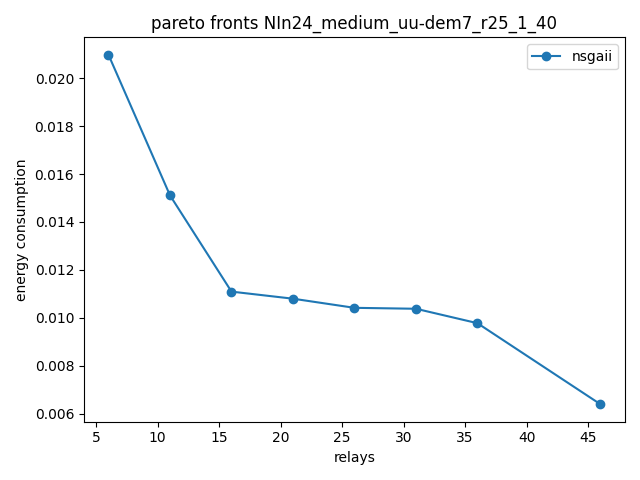 pareto fronts NIn24_medium_uu-dem7_r25_1_40
nsgaii
energy consumption
0.020
0.018
0.016
0.014
0.012
0.010
0.008
0.006
5 10 15 20 25 30 35 40 45
relays